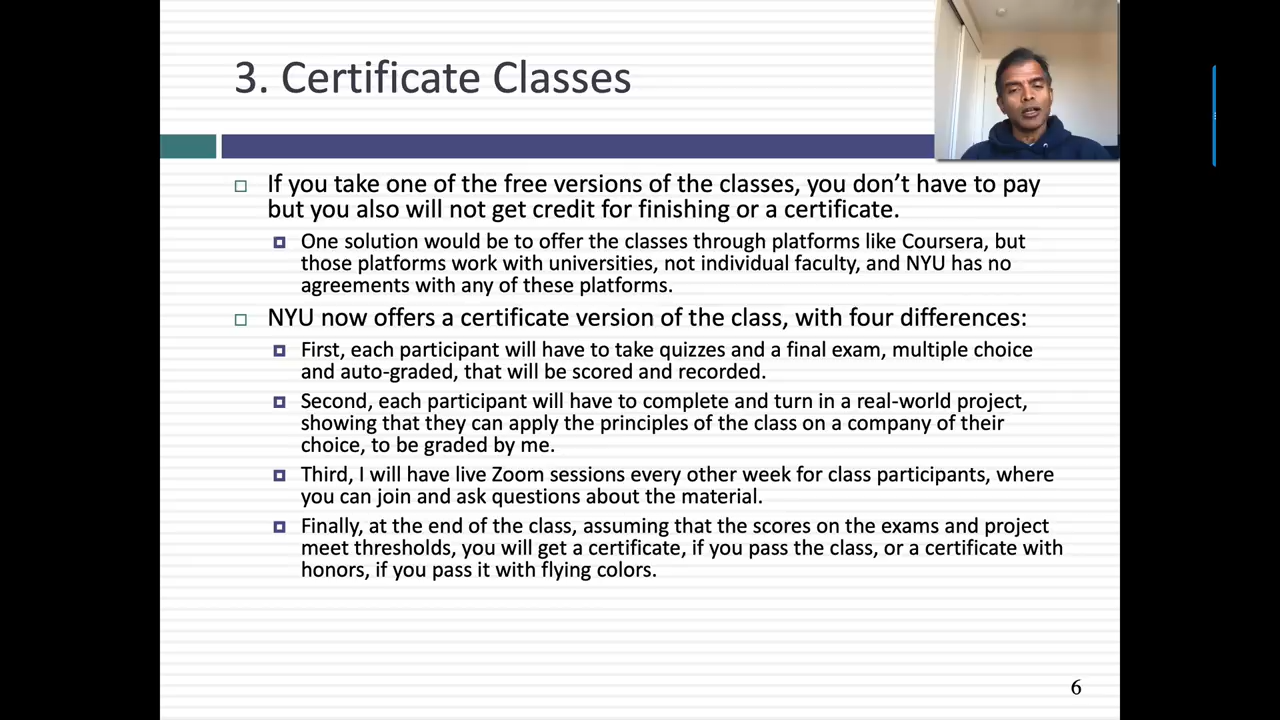 3. Certificate Classes
If you take one of the free versions of the classes, you don’t have to pay
but you also will not get credit for finishing or a certificate.
One solution would be to offer the classes through platforms like Coursera, but
those platforms work with universities, not individual faculty, and NYU has no
agreements with any of these platforms.
NYU now offers a certificate version of the class, with four differences:
First, each participant will have to take quizzes and a final exam, multiple choice
and auto-graded, that will be scored and recorded.
Second, each participant will have to complete and turn in a real-world project,
showing that they can apply the principles of the class on a company of their
choice, to be graded by me.
Third, I will have live Zoom sessions every other week for class participants, where
you can join and ask questions about the material.
Finally, at the end of the class, assuming that the scores on the exams and project
meet thresholds, you will get a certificate, if you pass the class, or a certificate with
honors, if you pass it with flying colors.
6